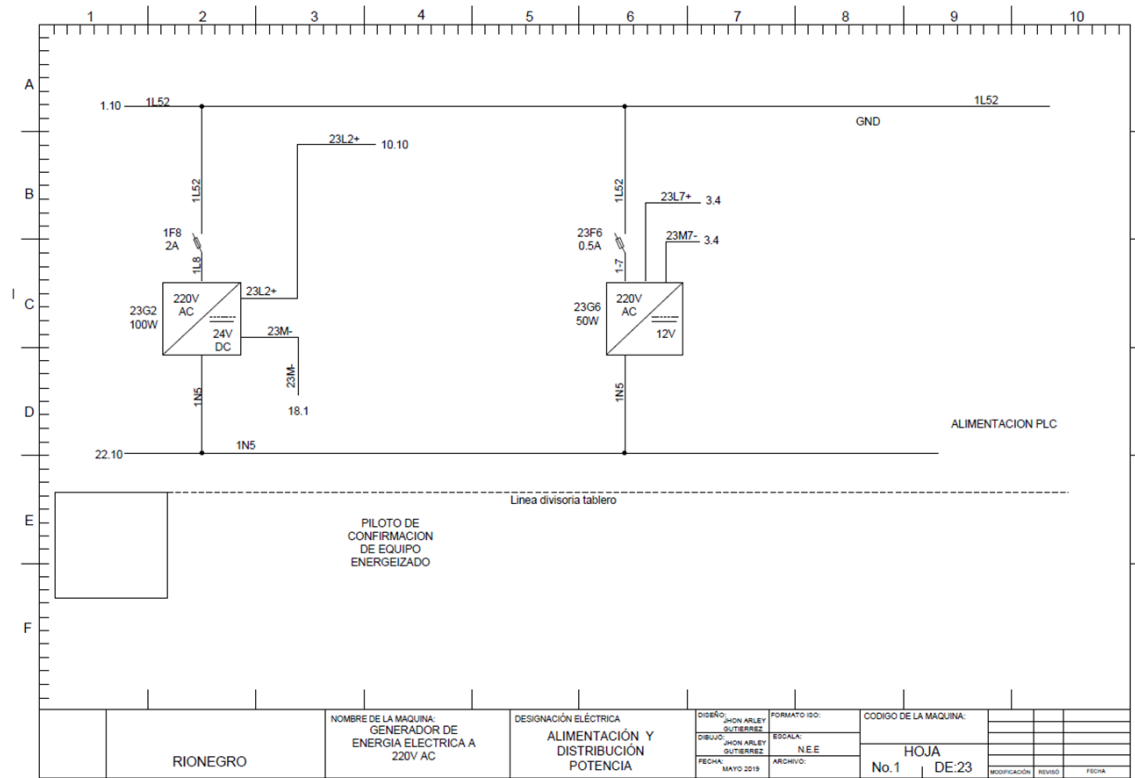 1 2 3 4 5 6 7 8 9 10
A
1.10 1L52 1L52
GND
23L2+ 10.10
B
1L52 1L52
23L7+ 3.4
1F8
2A
23F6
0.5A
23M7- 3.4
1L8 1-7
I C
23L2+
220V
AC
23G2
100W
24V
DC
23M-
220V
AC
23G6
50W
12V
23M-
1N5 1N5
D
18.1
ALIMENTACION PLC
1N5
22.10
Linea divisoria tablero
E
PILOTO DE
CONFIRMACION
DE EQUIPO
ENERGEIZADO
F
RIONEGRO
NOMBRE DE LA MAQUINA:
GENERADOR DE
ENERGIA ELECTRICA A
220V AC
DESIGNACIÓN ELÉCTRICA
ALIMENTACIÓN Y
DISTRIBUCIÓN
POTENCIA
DISEÑO:
JHON ARLEY
GUTIERREZ
DIBUJO:
JHON ARLEY
GUTIERREZ
FECHA:
MAYO 2019
FORMATO ISO:
ESCALA:
N.E.E
ARCHIVO:
CODIGO DE LA MAQUINA:
HOJA
No.1 DE:23
MODIFICACIÓN REVISÓ FECHA